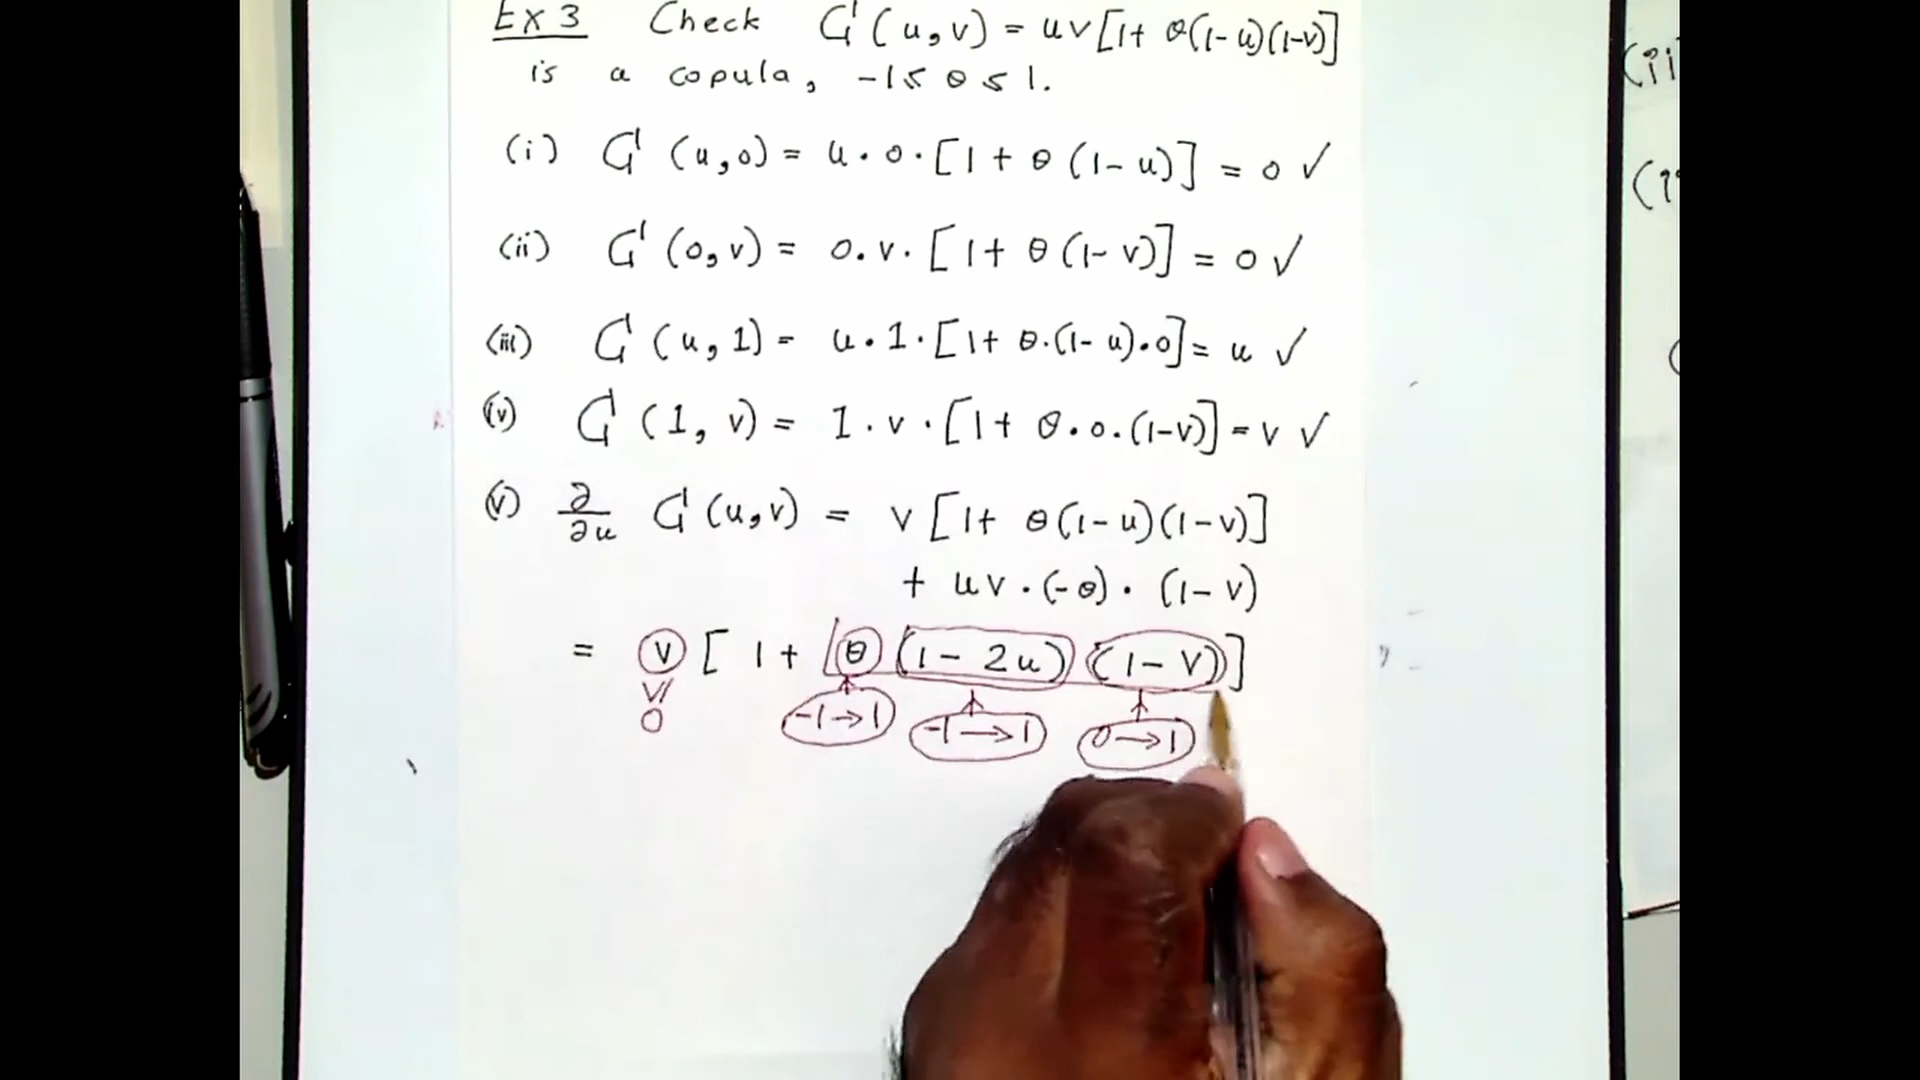 Ex 3 Check C(u,v) = uv[1+ θ(1-u)(1-v)]
is a copula, -1 ≤ θ ≤ 1.
(i) C(u,0) = u·0·[1+θ(1-u)] = 0 ✓
(ii) C(0,v) = 0.v.[1+θ(1-v)] = 0 ✓
(iii) C(u,1) = u·1·[1+θ·(1-u)·0] = u ✓
(iv) C(1,v) = 1·v·[1+θ·0·(1-v)] = v ✓
(v) ∂/∂u C(u,v) = v[1+ θ(1-u)(1-v)]
+ uv·(-θ)·(1-v)
= v[1+ θ(1-2u)(1-v)]
≥
0 -1→1 -1→1 0→1
(ii